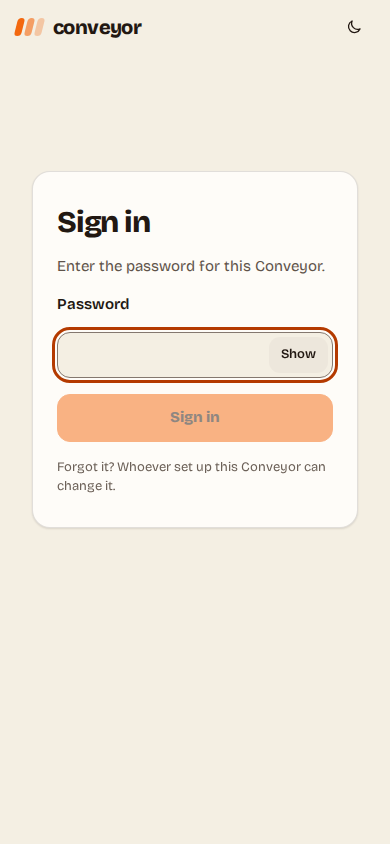 conveyor
Sign in
Enter the password for this Conveyor.
Password
Show
Sign in
Forgot it? Whoever set up this Conveyor can
change it.